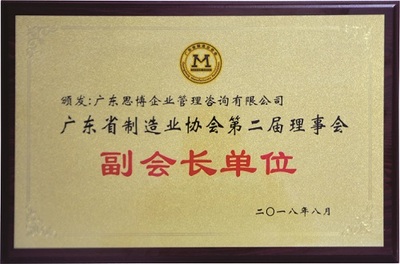 M
颁发:广东思博企业管理咨询有限公司
广东省制造业协会第二届理事会
副会长单位
二〇一八年八月